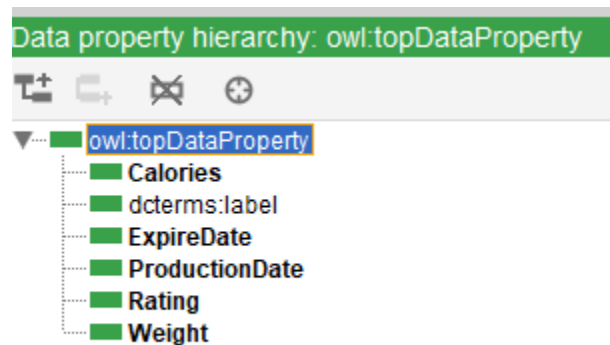 Data property hierarchy: owl:topDataProperty
owl:topDataProperty
Calories
dcterms:label
ExpireDate
ProductionDate
Rating
Weight